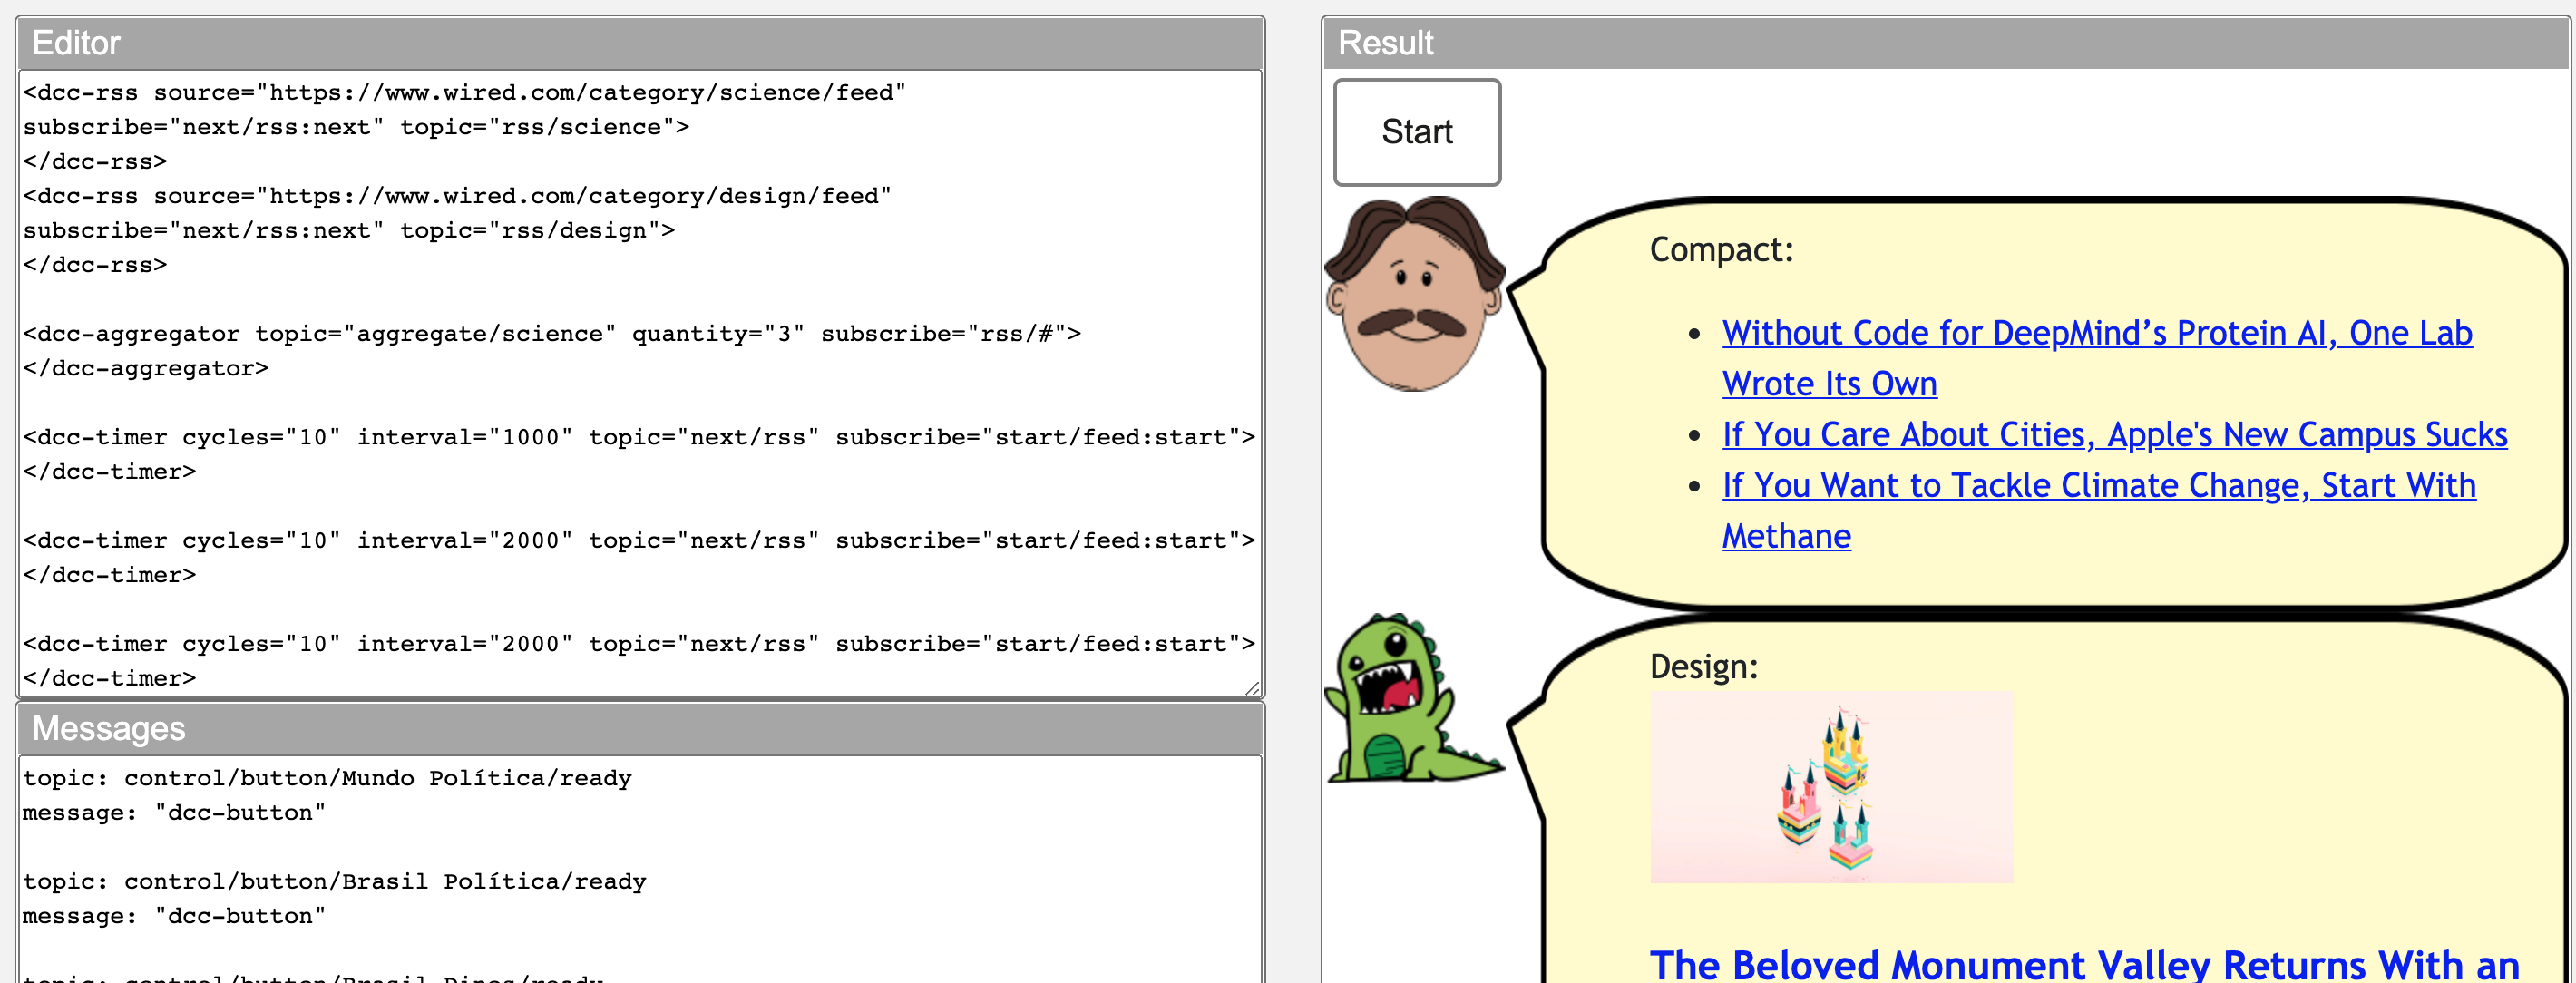 Editor
<dcc-rss source="https://www.wired.com/category/science/feed"
subscribe="next/rss:next" topic="rss/science">
</dcc-rss>
<dcc-rss source="https://www.wired.com/category/design/feed"
subscribe="next/rss:next" topic="rss/design">
</dcc-rss>
<dcc-aggregator topic="aggregate/science" quantity="3" subscribe="rss/#">
</dcc-aggregator>
<dcc-timer cycles="10" interval="1000" topic="next/rss" subscribe="start/feed:start">
</dcc-timer>
<dcc-timer cycles="10" interval="2000" topic="next/rss" subscribe="start/feed:start">
</dcc-timer>
<dcc-timer cycles="10" interval="2000" topic="next/rss" subscribe="start/feed:start">
</dcc-timer>
Messages
topic: control/button/Mundo Política/ready
message: "dcc-button"
topic: control/button/Brasil Política/ready
message: "dcc-button"
topic: control/button/Brasil Dinos/ready
Result
Start
Compact:
• Without Code for DeepMind’s Protein AI, One Lab
Wrote Its Own
• If You Care About Cities, Apple's New Campus Sucks
• If You Want to Tackle Climate Change, Start With
Methane
Design:
The Beloved Monument Valley Returns With an